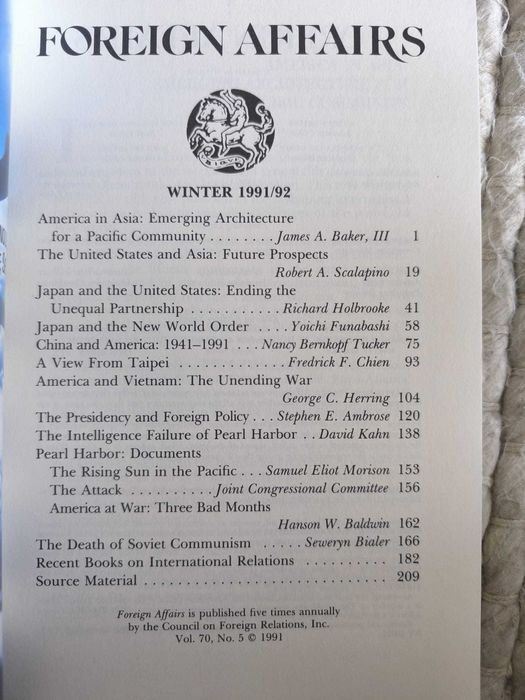 FOREIGN AFFAIRS
UBIQUE
WINTER 1991/92
America in Asia: Emerging Architecture
for a Pacific Community ........ James A. Baker, III 1
The United States and Asia: Future Prospects
Robert A. Scalapino 19
Japan and the United States: Ending the
Unequal Partnership ........... Richard Holbrooke 41
Japan and the New World Order .... Yoichi Funabashi 58
China and America: 1941–1991 ... Nancy Bernkopf Tucker 75
A View From Taipei ............ Fredrick F. Chien 93
America and Vietnam: The Unending War
George C. Herring 104
The Presidency and Foreign Policy ... Stephen E. Ambrose 120
The Intelligence Failure of Pearl Harbor .. David Kahn 138
Pearl Harbor: Documents
The Rising Sun in the Pacific ... Samuel Eliot Morison 153
The Attack .......... Joint Congressional Committee 156
America at War: Three Bad Months
Hanson W. Baldwin 162
The Death of Soviet Communism ..... Seweryn Bialer 166
Recent Books on International Relations .......... 182
Source Material ............................ 209
Foreign Affairs is published five times annually
by the Council on Foreign Relations, Inc.
Vol. 70, No. 5 © 1991